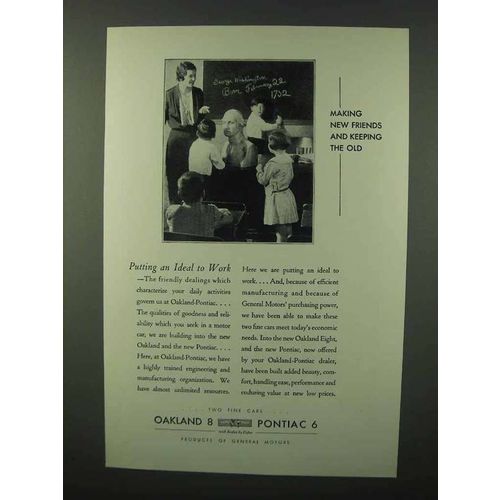 George Washington
Born February 22
1732
MAKING
NEW FRIENDS
AND KEEPING
THE OLD
Putting an Ideal to Work
—The friendly dealings which
characterize your daily activities
govern us at Oakland-Pontiac. . . .
The qualities of goodness and reli-
ability which you seek in a motor
car, we are building into the new
Oakland and the new Pontiac. . . .
Here, at Oakland-Pontiac, we have
a highly trained engineering and
manufacturing organization. We
have almost unlimited resources.
Here we are putting an ideal to
work. . . . And, because of efficient
manufacturing and because of
General Motors' purchasing power,
we have been able to make these
two fine cars meet today's economic
needs. Into the new Oakland Eight,
and the new Pontiac, now offered
by your Oakland-Pontiac dealer,
have been built added beauty, com-
fort, handling ease, performance and
enduring value at new low prices.
. . . . TWO FINE CARS . . . .
OAKLAND 8 PONTIAC 6
with Bodies by Fisher
PRODUCTS OF GENERAL MOTORS